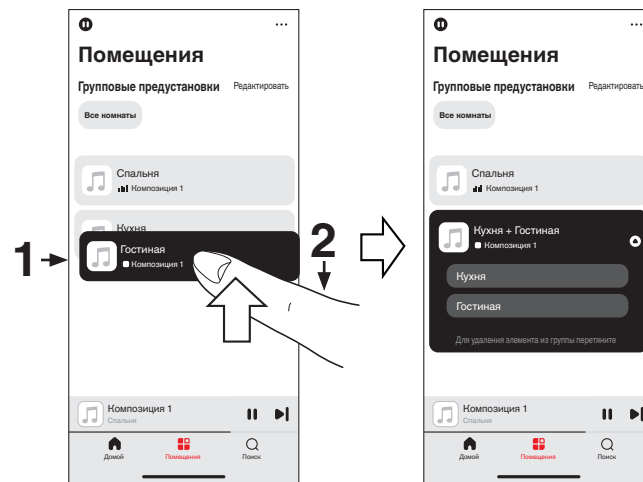 Помещения
Групповые предустановки Редактировать
Все комнаты
Спальня
Композиция 1
Кухня
Гостиная
Композиция 1
1
2
Композиция 1
Спальня
Домой Помещения Поиск
Помещения
Групповые предустановки Редактировать
Все комнаты
Спальня
Композиция 1
Кухня + Гостиная
Композиция 1
Кухня
Гостиная
Для удаления элемента из группы перетяните
Композиция 1
Спальня
Домой Помещения Поиск